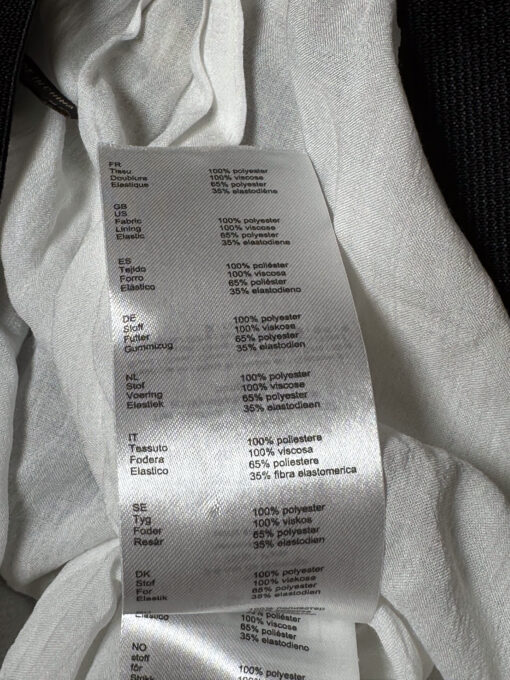 FR
Tissu 100% polyester
Doublure 100% viscose
Elastique 65% polyester
35% elastodiène
GB
US
Fabric 100% polyester
Lining 100% viscose
Elastic 65% polyester
35% elastodiene
ES
Tejido 100% poliéster
Forro 100% viscosa
Elástico 65% poliéster
35% elastodieno
DE
Stoff 100% polyester
Futter 100% viskose
Gummizug 65% polyester
35% elastodien
NL
Stof 100% polyester
Voering 100% viscose
Elastiek 65% polyester
35% elastodieen
IT
Tessuto 100% poliestere
Fodera 100% viscosa
Elastico 65% poliestere
35% fibra elastomerica
SE
Tyg 100% polyester
Foder 100% viskos
Resår 65% polyester
35% elastodien
DK
Stof 100% polyester
For 100% viskose
Elastik 65% polyester
35% elastodien
100%
100% viscose
65% poliéster
35% elastodieno
NO
stoff 100% polyester
fôr 100%